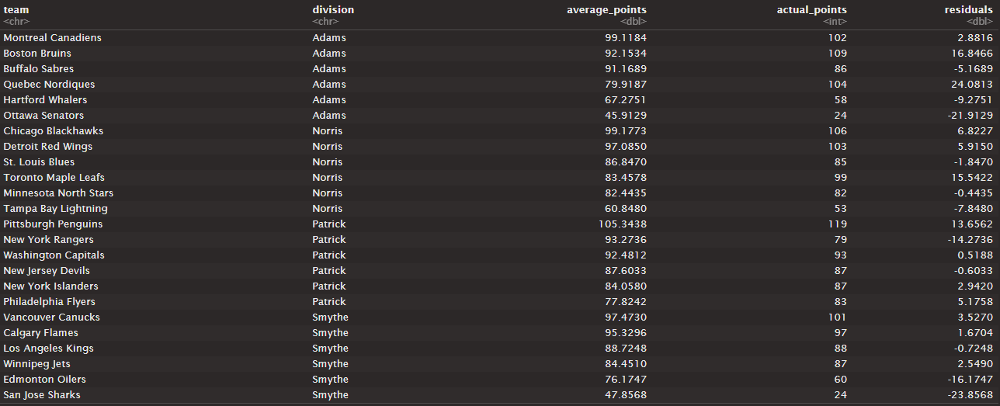 team division average_points actual_points residuals
<chr> <chr> <dbl> <int> <dbl>
Montreal Canadiens Adams 99.1184 102 2.8816
Boston Bruins Adams 92.1534 109 16.8466
Buffalo Sabres Adams 91.1689 86 -5.1689
Quebec Nordiques Adams 79.9187 104 24.0813
Hartford Whalers Adams 67.2751 58 -9.2751
Ottawa Senators Adams 45.9129 24 -21.9129
Chicago Blackhawks Norris 99.1773 106 6.8227
Detroit Red Wings Norris 97.0850 103 5.9150
St. Louis Blues Norris 86.8470 85 -1.8470
Toronto Maple Leafs Norris 83.4578 99 15.5422
Minnesota North Stars Norris 82.4435 82 -0.4435
Tampa Bay Lightning Norris 60.8480 53 -7.8480
Pittsburgh Penguins Patrick 105.3438 119 13.6562
New York Rangers Patrick 93.2736 79 -14.2736
Washington Capitals Patrick 92.4812 93 0.5188
New Jersey Devils Patrick 87.6033 87 -0.6033
New York Islanders Patrick 84.0580 87 2.9420
Philadelphia Flyers Patrick 77.8242 83 5.1758
Vancouver Canucks Smythe 97.4730 101 3.5270
Calgary Flames Smythe 95.3296 97 1.6704
Los Angeles Kings Smythe 88.7248 88 -0.7248
Winnipeg Jets Smythe 84.4510 87 2.5490
Edmonton Oilers Smythe 76.1747 60 -16.1747
San Jose Sharks Smythe 47.8568 24 -23.8568